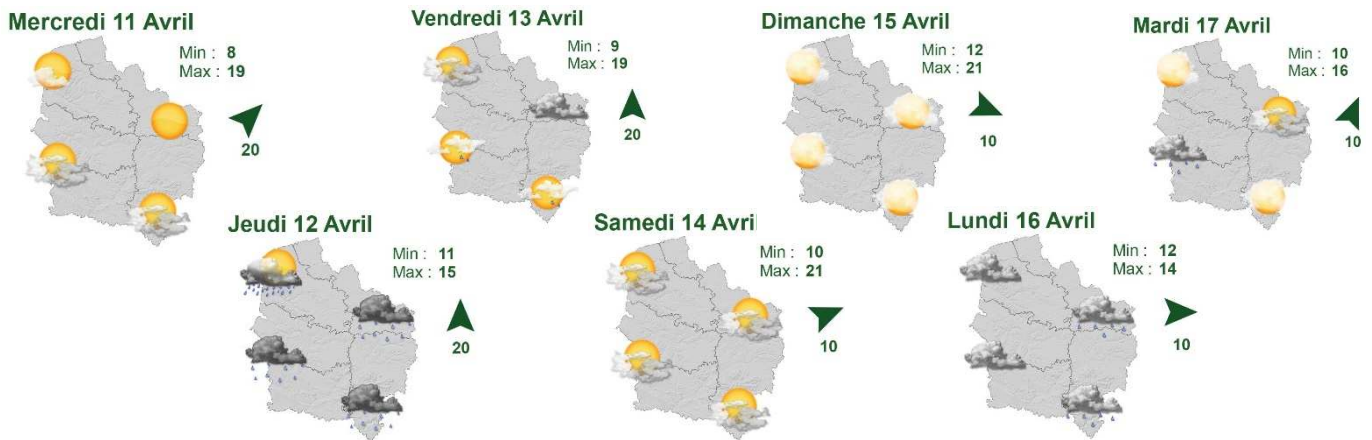 Mercredi 11 Avril
Min : 8
Max : 19
20
Vendredi 13 Avril
Min : 9
Max : 19
20
Dimanche 15 Avril
Min : 12
Max : 21
10
Mardi 17 Avril
Min : 10
Max : 16
10
Jeudi 12 Avril
Min : 11
Max : 15
20
Samedi 14 Avril
Min : 10
Max : 21
10
Lundi 16 Avril
Min : 12
Max : 14
10